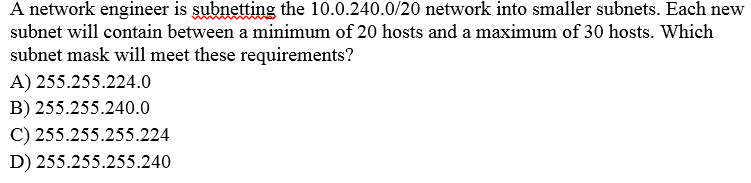 A network engineer is subnetting the 10.0.240.0/20 network into smaller subnets. Each new
subnet will contain between a minimum of 20 hosts and a maximum of 30 hosts. Which
subnet mask will meet these requirements?
A) 255.255.224.0
B) 255.255.240.0
C) 255.255.255.224
D) 255.255.255.240